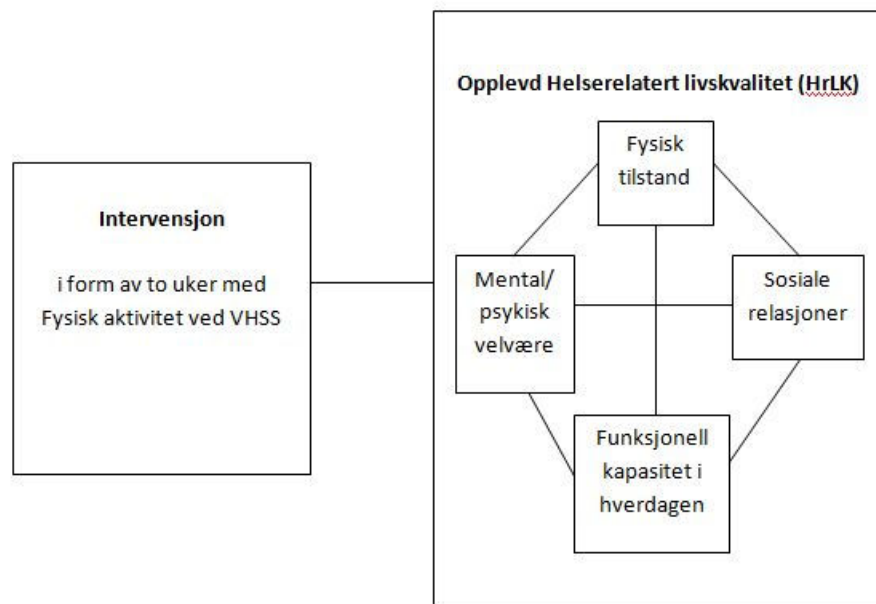 Opplevd Helserelatert livskvalitet (HrLK)
Fysisk
tilstand
Intervensjon
i form av to uker med
Fysisk aktivitet ved VHSS
Mental/
psykisk
velvære
Sosiale
relasjoner
Funksjonell
kapasitet i
hverdagen